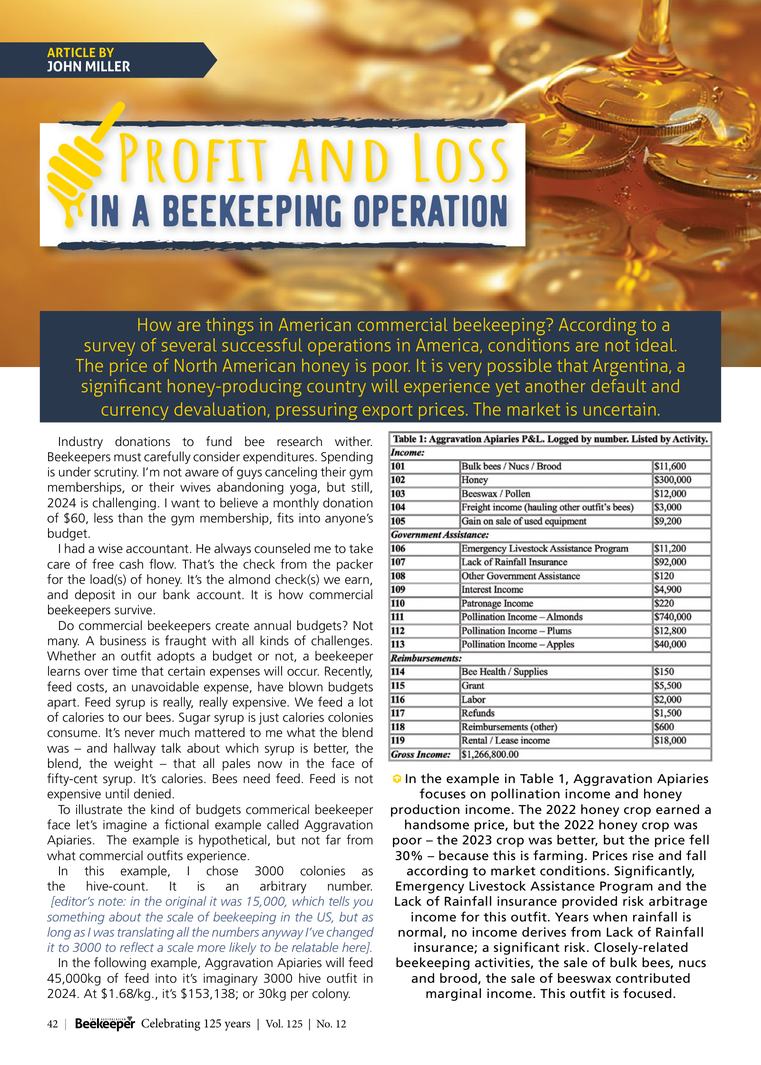 ARTICLE BY
JOHN MILLER
PROFIT AND LOSS
IN A BEEKEEPING OPERATION
How are things in American commercial beekeeping? According to a
survey of several successful operations in America, conditions are not ideal.
The price of North American honey is poor. It is very possible that Argentina, a
significant honey-producing country will experience yet another default and
currency devaluation, pressuring export prices. The market is uncertain.
Industry donations to fund bee research wither.
Beekeepers must carefully consider expenditures. Spending
is under scrutiny. I'm not aware of guys canceling their gym
memberships, or their wives abandoning yoga, but still,
2024 is challenging. I want to believe a monthly donation
of $60, less than the gym membership, fits into anyone's
budget.
I had a wise accountant. He always counseled me to take
care of free cash flow. That's the check from the packer
for the load(s) of honey. It's the almond check(s) we earn,
and deposit in our bank account. It is how commercial
beekeepers survive.
Do commercial beekeepers create annual budgets? Not
many. A business is fraught with all kinds of challenges.
Whether an outfit adopts a budget or not, a beekeeper
learns over time that certain expenses will occur. Recently,
feed costs, an unavoidable expense, have blown budgets
apart. Feed syrup is really, really expensive. We feed a lot
of calories to our bees. Sugar syrup is just calories colonies
consume. It's never much mattered to me what the blend
was – and hallway talk about which syrup is better, the
blend, the weight – that all pales now in the face of
fifty-cent syrup. It's calories. Bees need feed. Feed is not
expensive until denied.
To illustrate the kind of budgets commerical beekeeper
face let's imagine a fictional example called Aggravation
Apiaries. The example is hypothetical, but not far from
what commercial outfits experience.
In this example, I chose 3000 colonies as
the hive-count. It is an arbitrary number.
[editor's note: in the original it was 15,000, which tells you
something about the scale of beekeeping in the US, but as
long as I was translating all the numbers anyway I've changed
it to 3000 to reflect a scale more likely to be relatable here].
In the following example, Aggravation Apiaries will feed
45,000kg of feed into it's imaginary 3000 hive outfit in
2024. At $1.68/kg., it's $153,138; or 30kg per colony.
Table 1: Aggravation Apiaries P&L. Logged by number. Listed by Activity.
Income:
101 Bulk bees / Nucs / Brood $11,600
102 Honey $300,000
103 Beeswax / Pollen $12,000
104 Freight income (hauling other outfit's bees) $3,000
105 Gain on sale of used equipment $9,200
Government Assistance:
106 Emergency Livestock Assistance Program $11,200
107 Lack of Rainfall Insurance $92,000
108 Other Government Assistance $120
109 Interest Income $4,900
110 Patronage Income $220
111 Pollination Income – Almonds $740,000
112 Pollination Income – Plums $12,800
113 Pollination Income – Apples $40,000
Reimbursements:
114 Bee Health / Supplies $150
115 Grant $5,500
116 Labor $2,000
117 Refunds $1,500
118 Reimbursements (other) $600
119 Rental / Lease income $18,000
Gross Income: $1,266,800.00
In the example in Table 1, Aggravation Apiaries
focuses on pollination income and honey
production income. The 2022 honey crop earned a
handsome price, but the 2022 honey crop was
poor – the 2023 crop was better, but the price fell
30% – because this is farming. Prices rise and fall
according to market conditions. Significantly,
Emergency Livestock Assistance Program and the
Lack of Rainfall insurance provided risk arbitrage
income for this outfit. Years when rainfall is
normal, no income derives from Lack of Rainfall
insurance; a significant risk. Closely-related
beekeeping activities, the sale of bulk bees, nucs
and brood, the sale of beeswax contributed
marginal income. This outfit is focused.
42 | Beekeeper Celebrating 125 years | Vol. 125 | No. 12